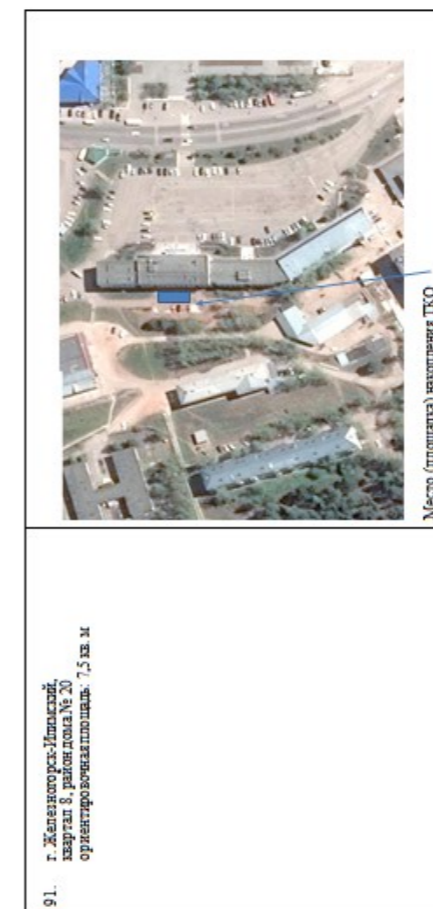 91. г. Железногорск-Илимский,
квартал 8, район дома № 20
ориентировочная площадь: 7,5 кв. м
Место (площадка) накопления ТКО